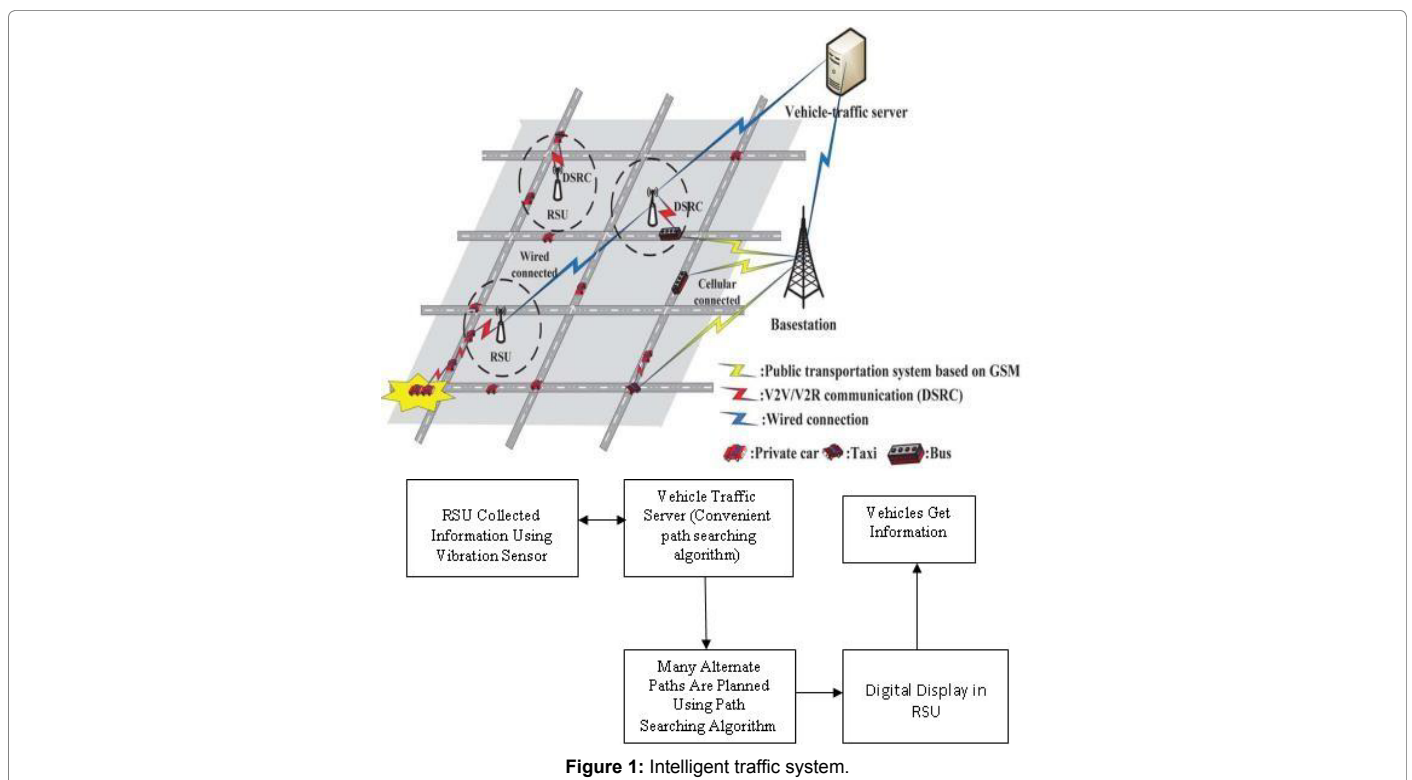 Vehicle-traffic server
DSRC
RSU
DSRC
Wired
connected
Cellular
connected
Basestation
RSU
:Public transportation system based on GSM
:V2V/V2R communication (DSRC)
:Wired connection
:Private car :Taxi :Bus
RSU Collected
Information Using
Vibration Sensor
Vehicle Traffic
Server (Convenient
path searching
algorithm)
Vehicles Get
Information
Many Alternate
Paths Are Planned
Using Path
Searching Algorithm
Digital Display in
RSU
Figure 1: Intelligent traffic system.